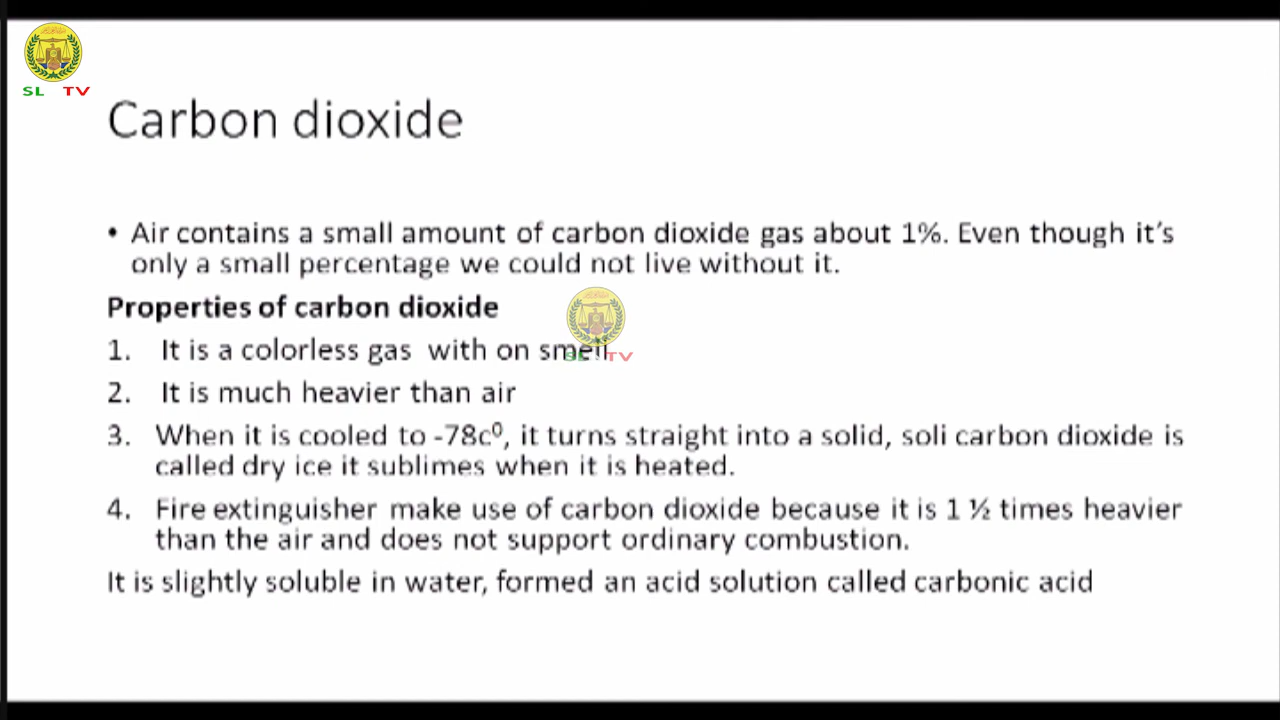 SL TV
Carbon dioxide
• Air contains a small amount of carbon dioxide gas about 1%. Even though it's
only a small percentage we could not live without it.
Properties of carbon dioxide
1. It is a colorless gas with on smell
SL TV
2. It is much heavier than air
3. When it is cooled to -78c⁰, it turns straight into a solid, soli carbon dioxide is
called dry ice it sublimes when it is heated.
4. Fire extinguisher make use of carbon dioxide because it is 1 ½ times heavier
than the air and does not support ordinary combustion.
It is slightly soluble in water, formed an acid solution called carbonic acid